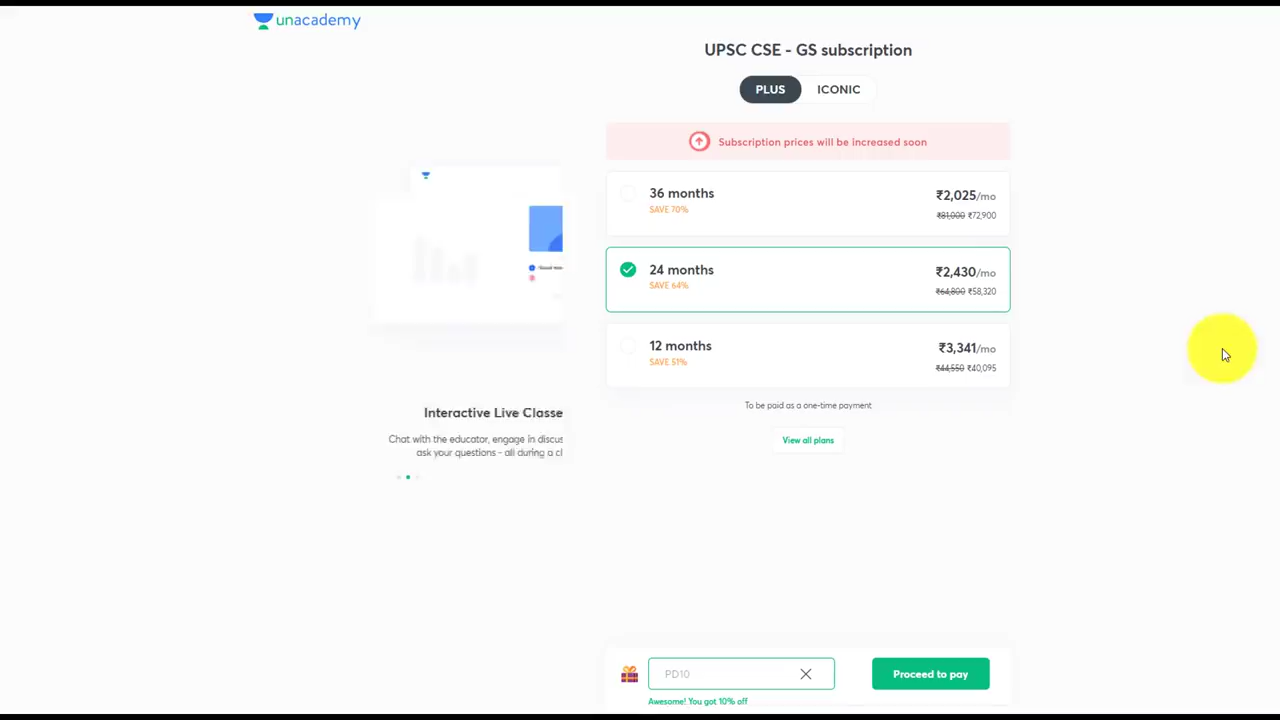 unacademy
UPSC CSE - GS subscription
PLUS
ICONIC
Subscription prices will be increased soon
36 months
SAVE 70%
₹2,025/mo
₹81,000 ₹72,900
24 months
SAVE 64%
₹2,430/mo
₹64,800 ₹58,320
12 months
SAVE 51%
₹3,341/mo
₹44,550 ₹40,095
To be paid as a one-time payment
View all plans
Interactive Live Classe
Chat with the educator, engage in discus
ask your questions - all during a cl
PD10
Proceed to pay
Awesome! You got 10% off